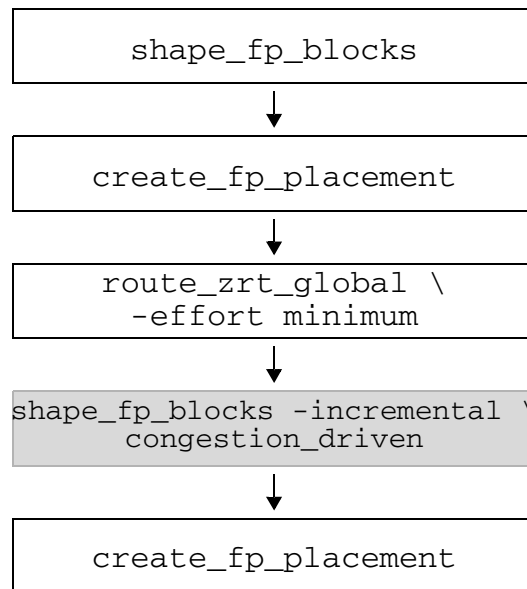 shape_fp_blocks
create_fp_placement
route_zrt_global \
-effort minimum
shape_fp_blocks -incremental \
congestion_driven
create_fp_placement